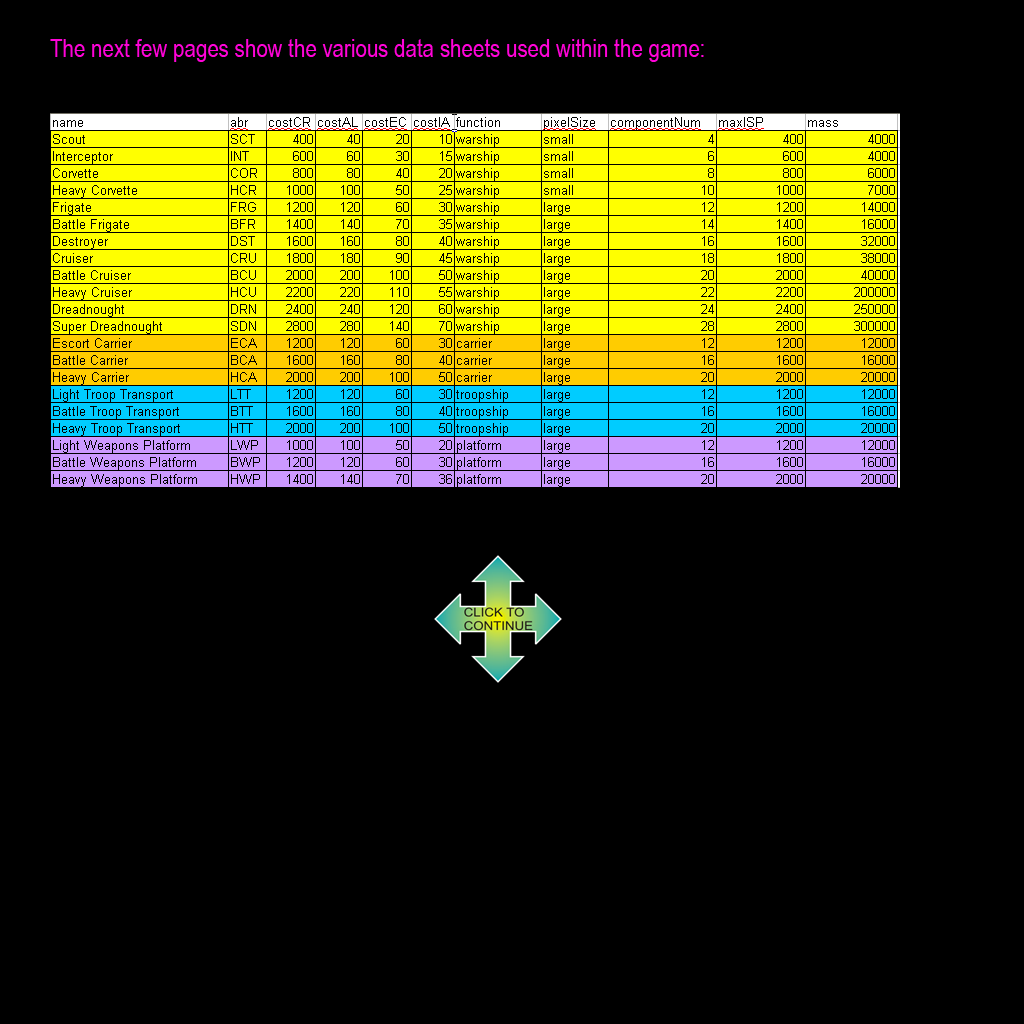 The next few pages show the various data sheets used within the game:
name abr costCR costAL costEC costIA function pixelSize componentNum maxISP mass
Scout SCT 400 40 20 10 warship small 4 400 4000
Interceptor INT 600 60 30 15 warship small 6 600 4000
Corvette COR 800 80 40 20 warship small 8 800 6000
Heavy Corvette HCR 1000 100 50 25 warship small 10 1000 7000
Frigate FRG 1200 120 60 30 warship large 12 1200 14000
Battle Frigate BFR 1400 140 70 35 warship large 14 1400 16000
Destroyer DST 1600 160 80 40 warship large 16 1600 32000
Cruiser CRU 1800 180 90 45 warship large 18 1800 38000
Battle Cruiser BCU 2000 200 100 50 warship large 20 2000 40000
Heavy Cruiser HCU 2200 220 110 55 warship large 22 2200 200000
Dreadnought DRN 2400 240 120 60 warship large 24 2400 250000
Super Dreadnought SDN 2800 280 140 70 warship large 28 2800 300000
Escort Carrier ECA 1200 120 60 30 carrier large 12 1200 12000
Battle Carrier BCA 1600 160 80 40 carrier large 16 1600 16000
Heavy Carrier HCA 2000 200 100 50 carrier large 20 2000 20000
Light Troop Transport LTT 1200 120 60 30 troopship large 12 1200 12000
Battle Troop Transport BTT 1600 160 80 40 troopship large 16 1600 16000
Heavy Troop Transport HTT 2000 200 100 50 troopship large 20 2000 20000
Light Weapons Platform LWP 1000 100 50 20 platform large 12 1200 12000
Battle Weapons Platform BWP 1200 120 60 30 platform large 16 1600 16000
Heavy Weapons Platform HWP 1400 140 70 36 platform large 20 2000 20000
CLICK TO
CONTINUE